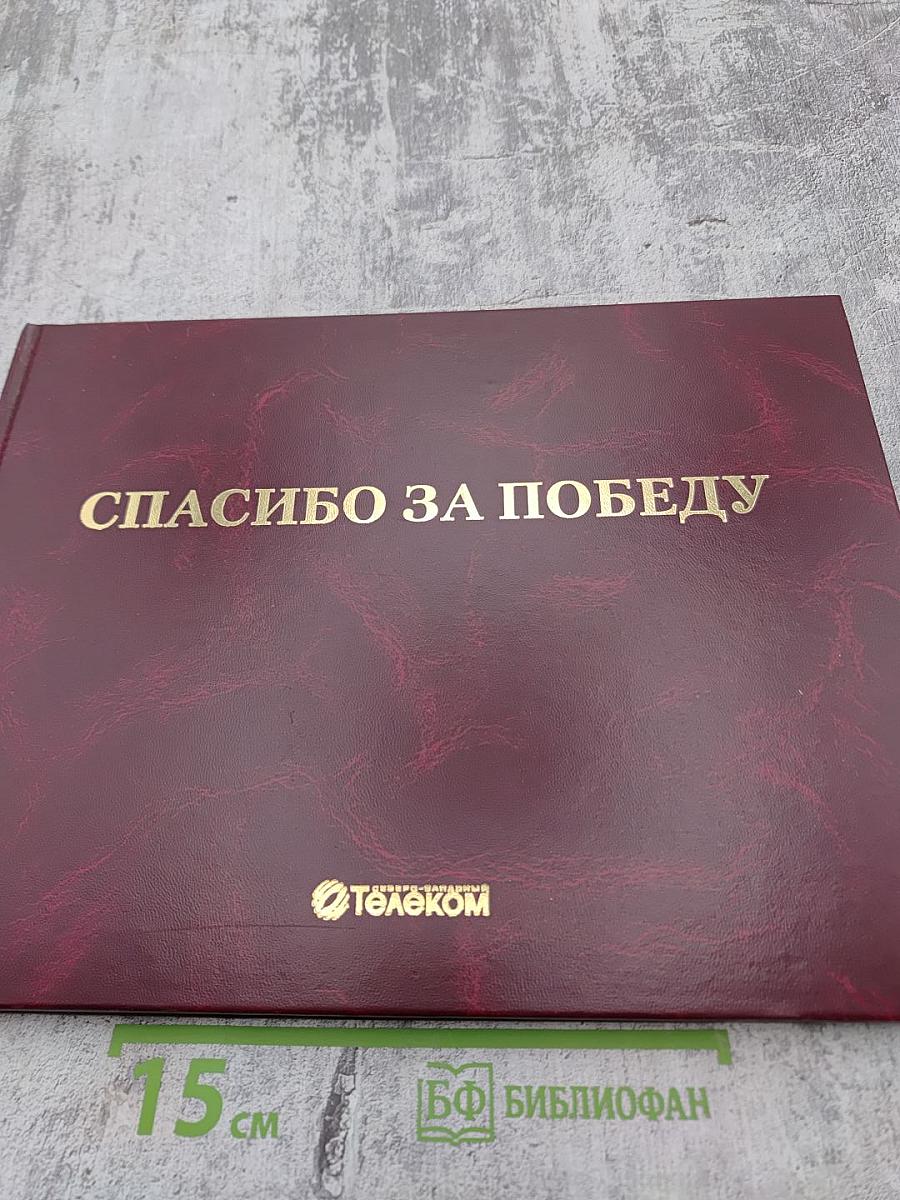 СПАСИБО ЗА ПОБЕДУ
СЕВЕРО-ЗАПАДНЫЙ
ТЕЛЕКОМ
15 СМ
БФ БИБЛИОФАН